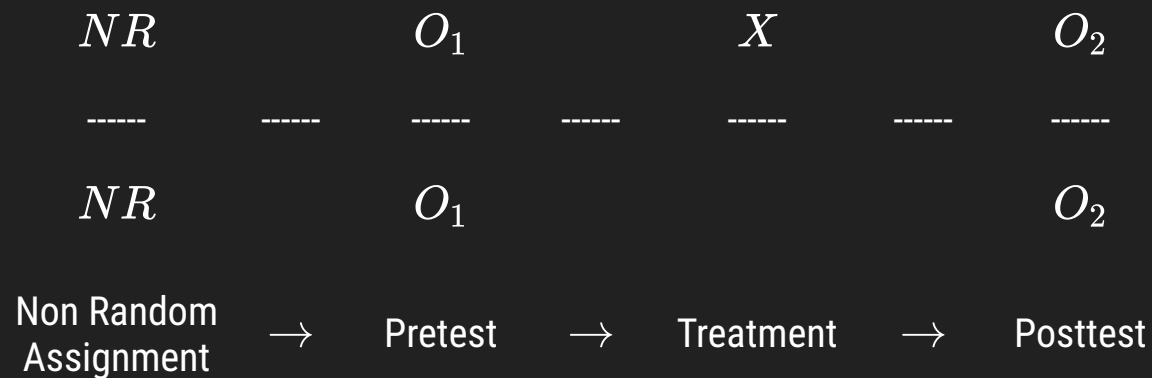 NR O₁ X O₂
------ ------ ------ ------ ------ ------ ------
NR O₁ O₂
Non Random
Assignment → Pretest → Treatment → Posttest